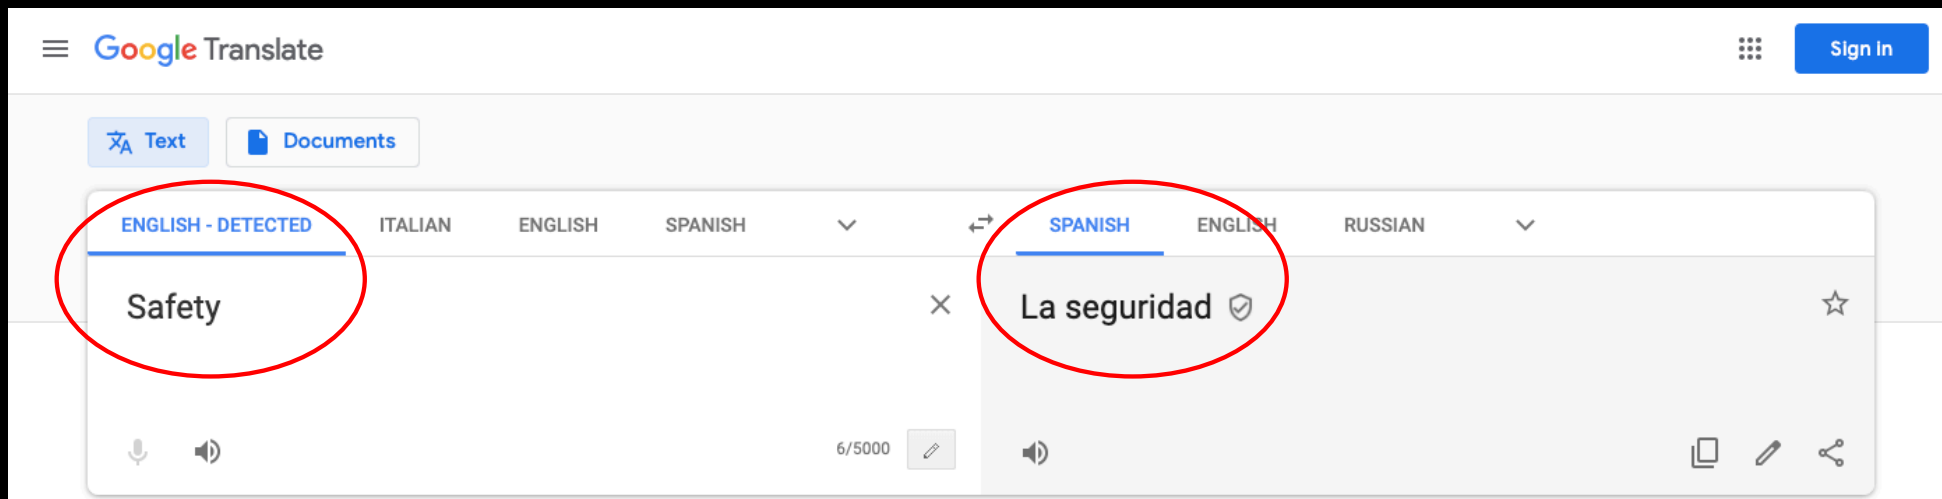 Google Translate
Sign in
Text
Documents
ENGLISH - DETECTED ITALIAN ENGLISH SPANISH
SPANISH ENGLISH RUSSIAN
Safety
La seguridad
6/5000